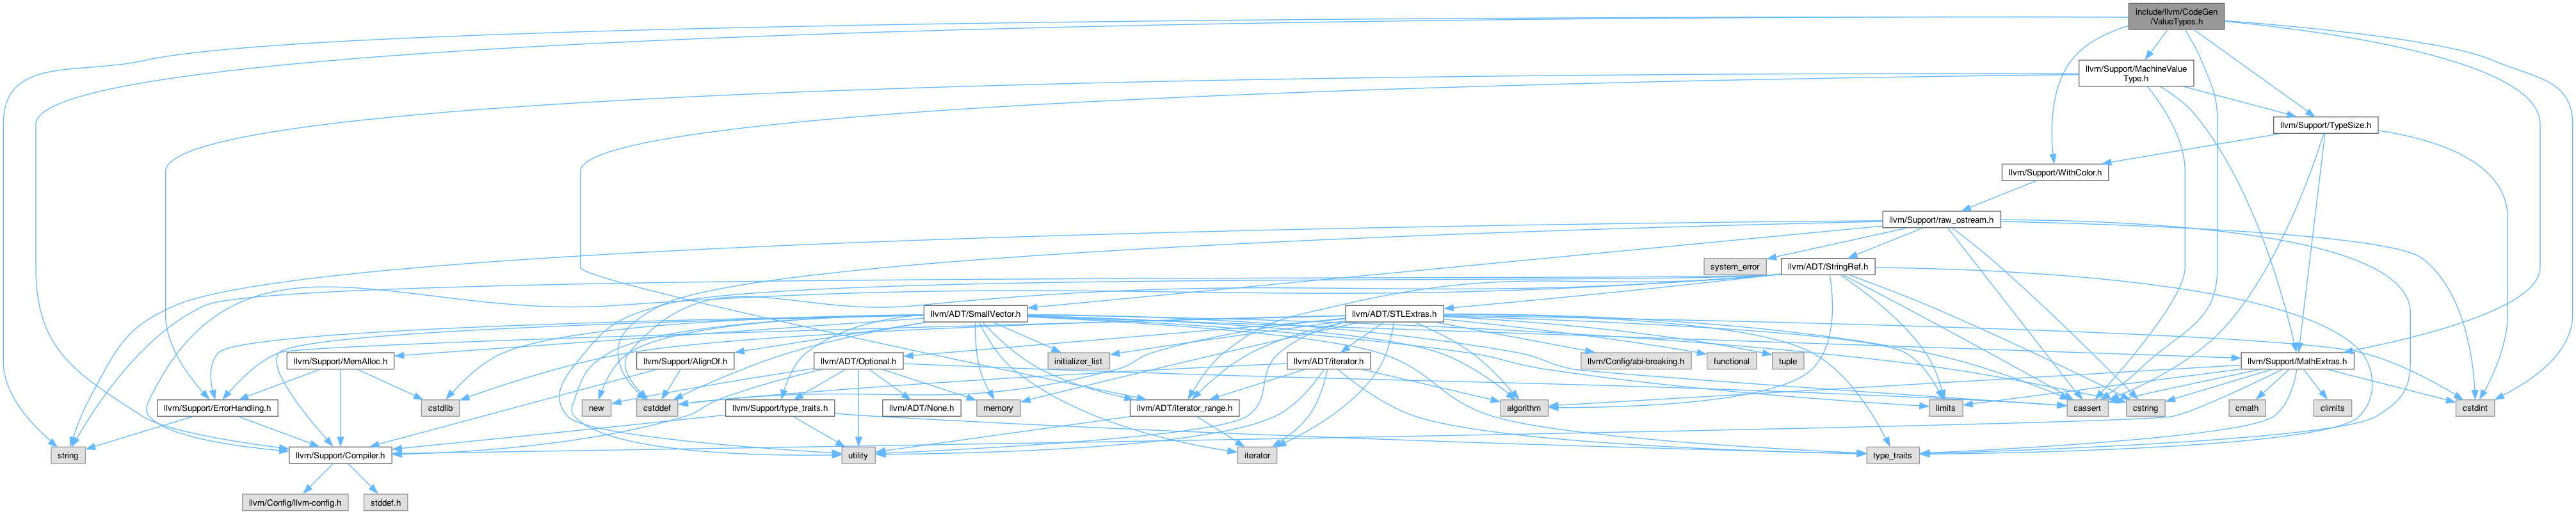 include/llvm/CodeGen
/ValueTypes.h
llvm/Support/MachineValue
Type.h
llvm/Support/TypeSize.h
llvm/Support/WithColor.h
llvm/Support/raw_ostream.h
system_error
llvm/ADT/StringRef.h
llvm/ADT/SmallVector.h
llvm/ADT/STLExtras.h
llvm/Support/MemAlloc.h
llvm/Support/AlignOf.h
llvm/ADT/Optional.h
initializer_list
llvm/ADT/iterator.h
llvm/Config/abi-breaking.h
functional
tuple
llvm/Support/MathExtras.h
llvm/Support/ErrorHandling.h
cstdlib
new
cstddef
llvm/Support/type_traits.h
llvm/ADT/None.h
memory
llvm/ADT/iterator_range.h
algorithm
limits
cassert
cstring
cmath
climits
cstdint
string
llvm/Support/Compiler.h
utility
iterator
type_traits
llvm/Config/llvm-config.h
stddef.h